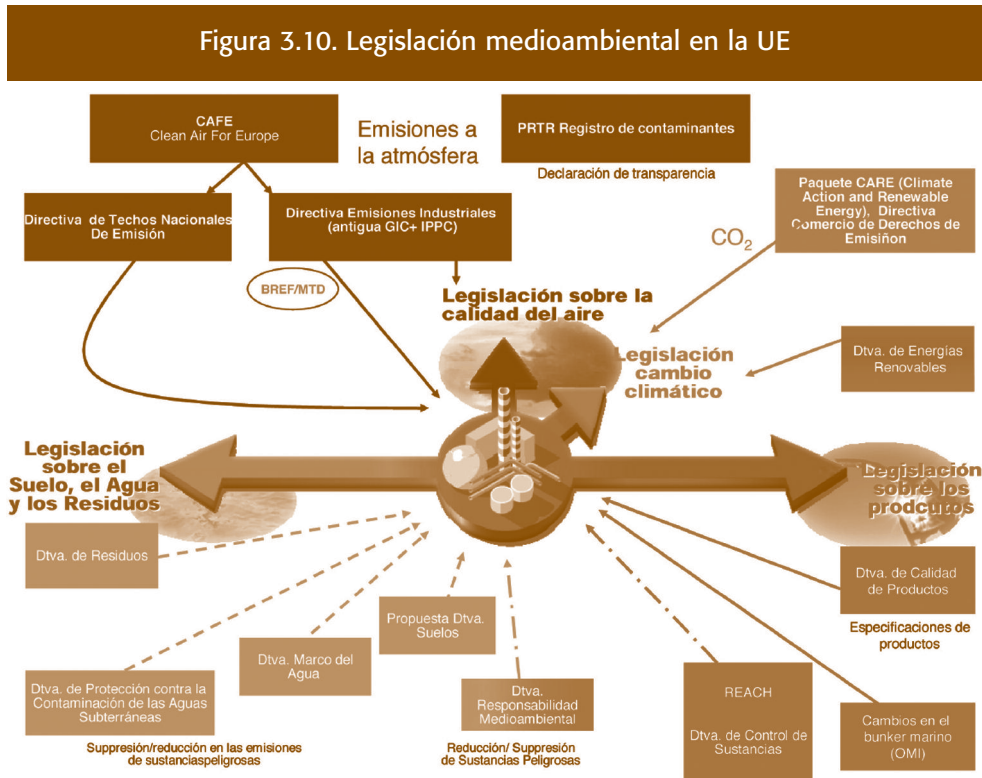 Figura 3.10. Legislación medioambiental en la UE
CAFE
Clean Air For Europe
Emisiones a
la atmósfera
PRTR Registro de contaminantes
Declaración de transparencia
Paquete CARE (Climate
Action and Renewable
Energy), Directiva
Comercio de Derechos de
Emisiñon
Directiva de Techos Nacionales
De Emisión
Directiva Emisiones Industriales
(antigua GIC+ IPPC)
CO₂
BREF/MTD
Legislación sobre la
calidad del aire
Legislación
cambio
climático
Dtva. de Energías
Renovables
Legislación
sobre el
Suelo, el Agua
y los Residuos
Legislación
sobre los
prodcutos
Dtva. de Residuos
Dtva. de Calidad
de Productos
Especificaciones de
productos
Propuesta Dtva.
Suelos
Dtva. Marco del
Agua
Dtva. de Protección contra la
Contaminación de las Aguas
Subterráneas
Suppresión/reducción en las emisiones
de sustanciaspeligrosas
Dtva.
Responsabilidad
Medioambiental
Reducción/ Suppresión
de Sustancias Peligrosas
REACH
Dtva. de Control de
Sustancias
Cambios en el
bunker marino
(OMI)